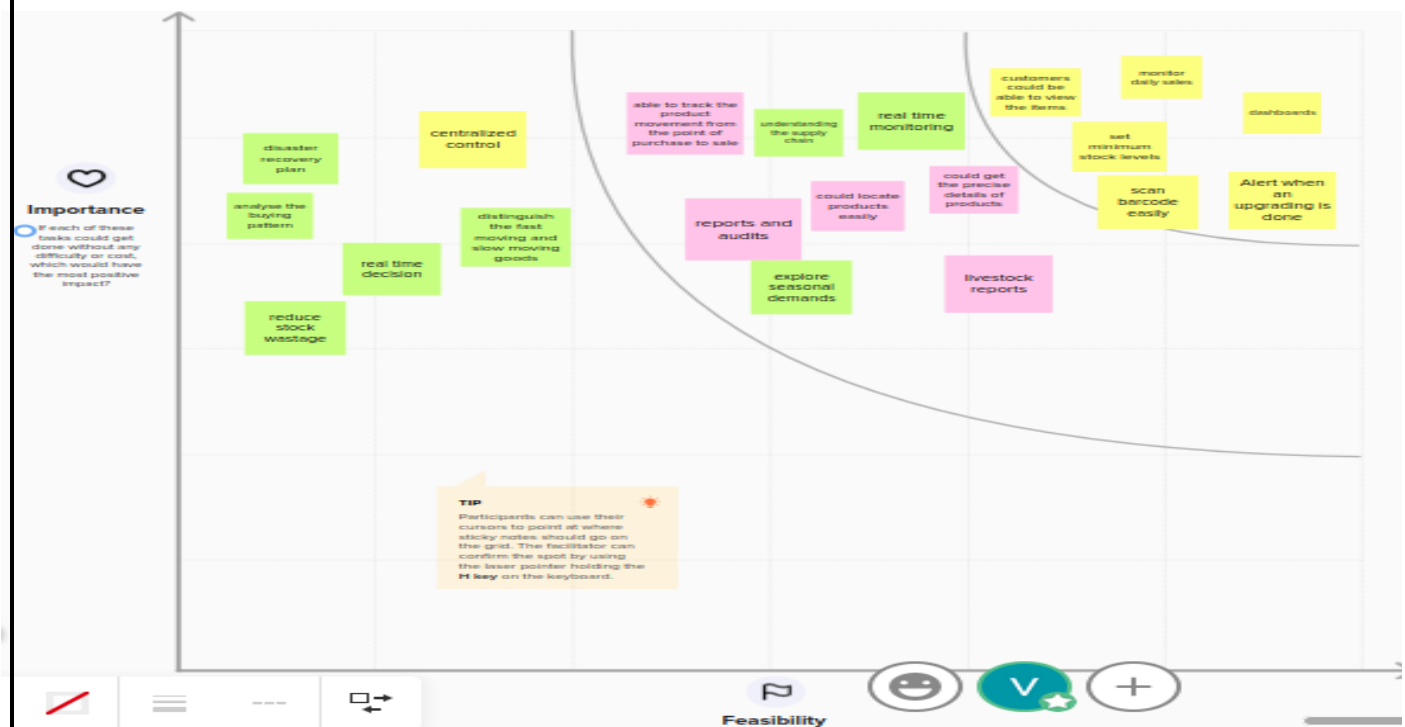 Importance
If each of these
tasks could get
done without any
difficulty or cost,
which would have
the most positive
impact?
disaster
recovery
plan
centralized
control
analyse the
buying
pattern
distinguish
the fast
moving and
slow moving
goods
real time
decision
reduce
stock
wastage
able to track the
product
movement from
the point of
purchase to sale
understanding
the supply
chain
real time
monitoring
could get
the precise
details of
products
could locate
products
easily
reports and
audits
explore
seasonal
demands
livestock
reports
customers
could be
able to view
the items
monitor
daily sales
dashboards
set
minimum
stock levels
scan
barcode
easily
Alert when
an
upgrading is
done
TIP
Participants can use their
cursors to point at where
sticky notes should go on
the grid. The facilitator can
confirm the spot by using
the laser pointer holding the
H key on the keyboard.
V
Feasibility